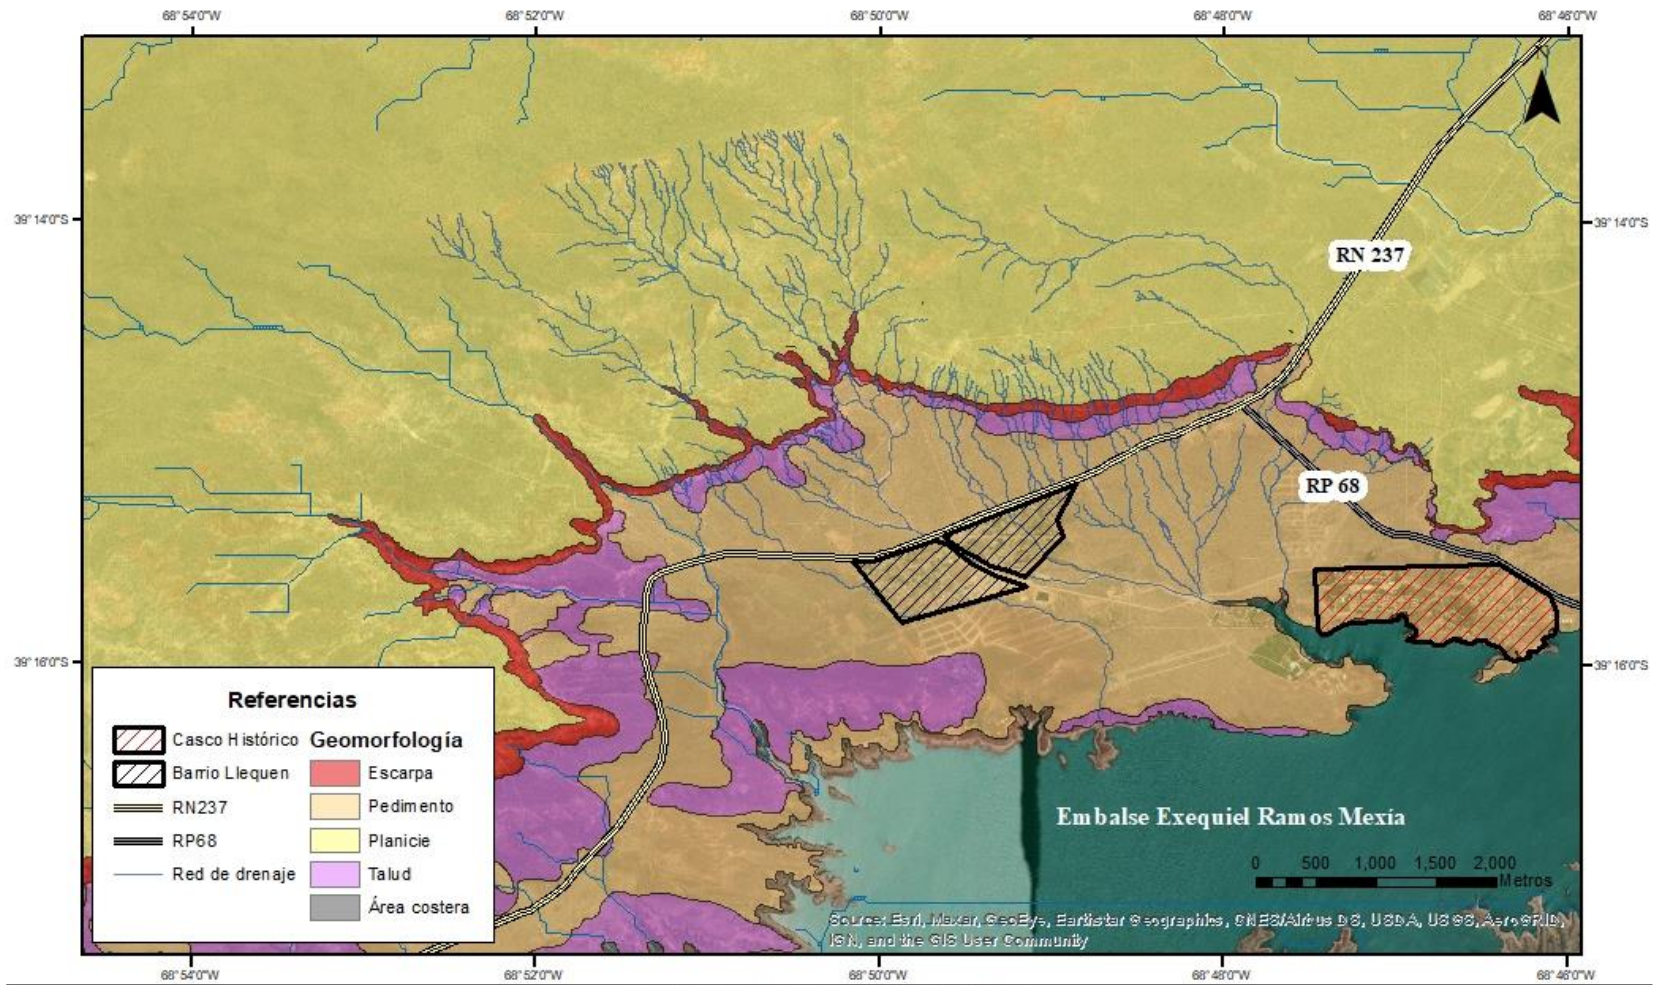 68°54'0"W 68°52'0"W 68°50'0"W 68°48'0"W 68°46'0"W
39°14'0"S 39°14'0"S
RN 237
RP 68
39°16'0"S 39°16'0"S
Referencias
Casco Histórico
Barrio Llequen
RN237
RP68
Red de drenaje
Geomorfología
Escarpa
Pedimento
Planicie
Talud
Área costera
Embalse Exequiel Ramos Mexía
0 500 1,000 1,500 2,000
Metros
Source: Esri, Maxar, GeoEye, Earthstar Geographics, CNES/Airbus DS, USDA, USGS, AeroGRID,
IGN, and the GIS User Community
68°54'0"W 68°52'0"W 68°50'0"W 68°48'0"W 68°46'0"W